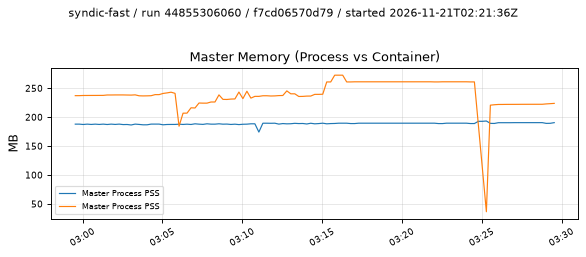 syndic-fast / run 44855306060 / f7cd06570d79 / started 2026-11-21T02:21:36Z
Master Memory (Process vs Container)
MB
250
200
150
100
50
Master Process PSS
Master Process PSS
03:00
03:05
03:10
03:15
03:20
03:25
03:30